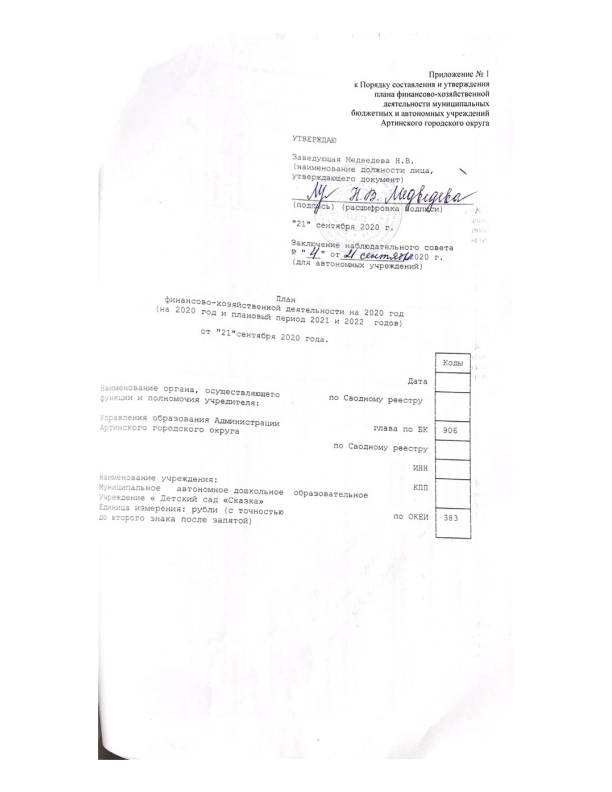 Приложение № 1
к Порядку составления и утверждения
плана финансово-хозяйственной
деятельности муниципальных
бюджетных и автономных учреждений
Артинского городского округа
УТВЕРЖДАЮ
Заведующая Медведева Н.В.
(наименование должности лица,
утверждающего документ)
Н.В. Медведева
(подпись) (расшифровка подписи)
"21" сентября 2020 г.
Заключение наблюдательного совета
№ "4" от 21 сентября 2020 г.
(для автономных учреждений)
План
финансово-хозяйственной деятельности на 2020 год
(на 2020 год и плановый период 2021 и 2022 годов)
от "21"сентября 2020 года.
Коды
Дата
Наименование органа, осуществляющего
функции и полномочия учредителя: по Сводному реестру
Управления образования Администрации
Артинского городского округа глава по БК 906
по Сводному реестру
ИНН
Наименование учреждения:
Муниципальное автономное дошкольное образовательное КПП
Учреждение « Детский сад «Сказка»
Единица измерения: рубли (с точностью
до второго знака после запятой) по ОКЕИ 383